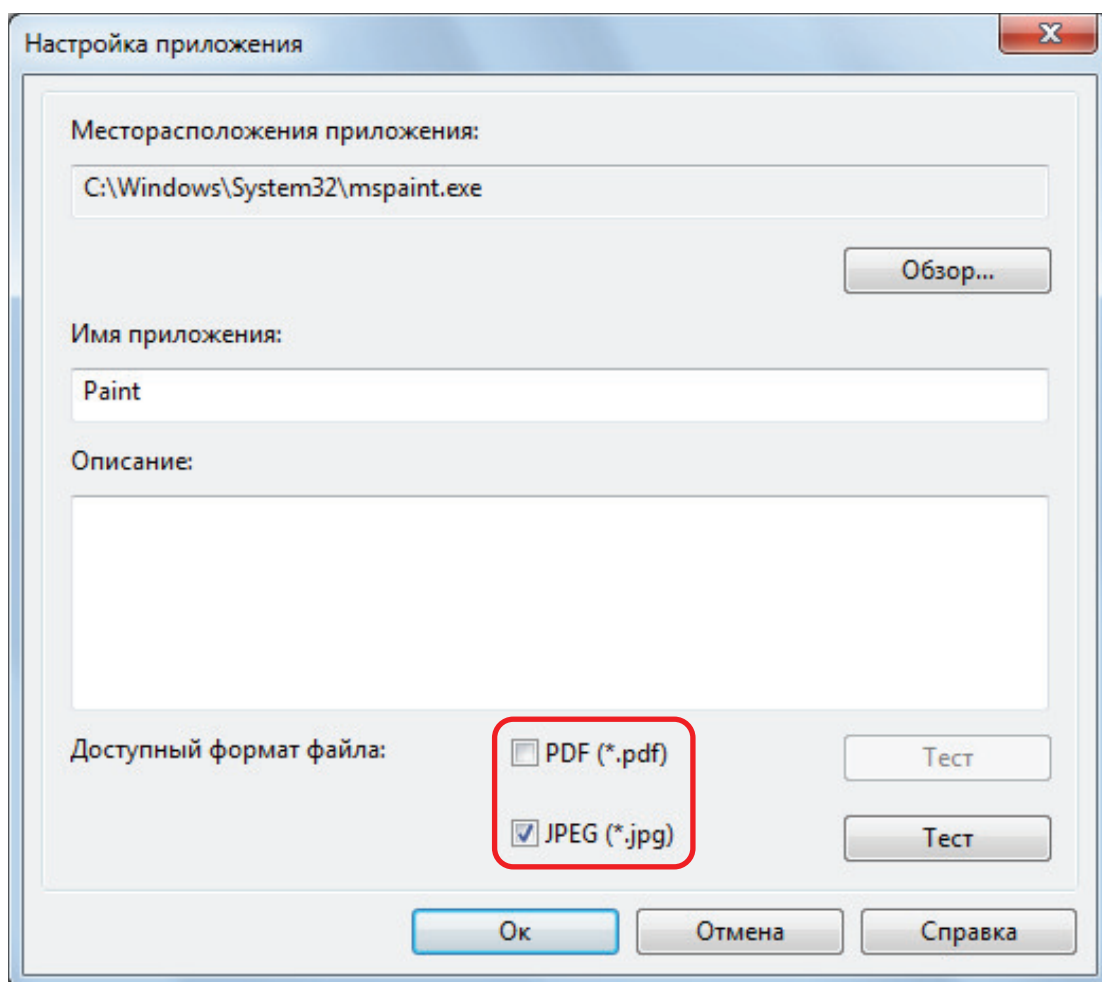 Настройка приложения
Месторасположения приложения:
C:\Windows\System32\mspaint.exe
Обзор...
Имя приложения:
Paint
Описание:
Доступный формат файла:
PDF (*.pdf)
Тест
JPEG (*.jpg)
Тест
Ок
Отмена
Справка